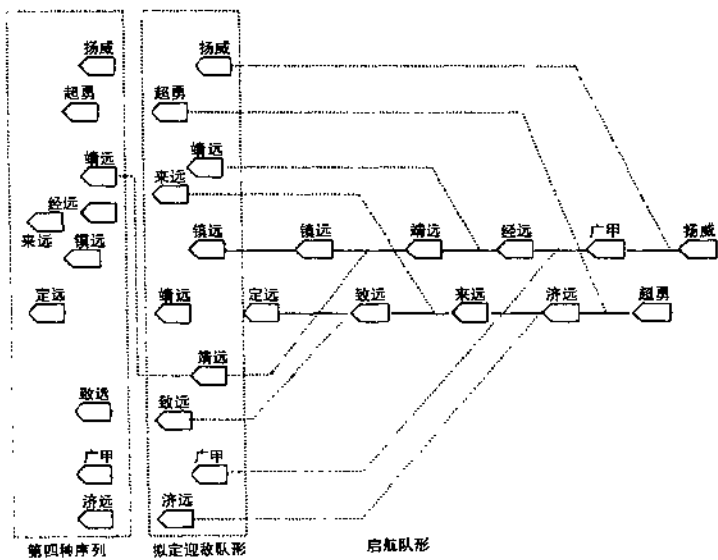 扬威
扬威
超勇
超勇
靖远
靖远
来远
经远
来远
镇远
镇远
镇远
靖远
经远
广甲
扬威
定远
靖远
定远
致远
来远
济远
超勇
靖远
致远
致远
广甲
广甲
济远
济远
第四种序列
拟定迎敌队形
启航队形